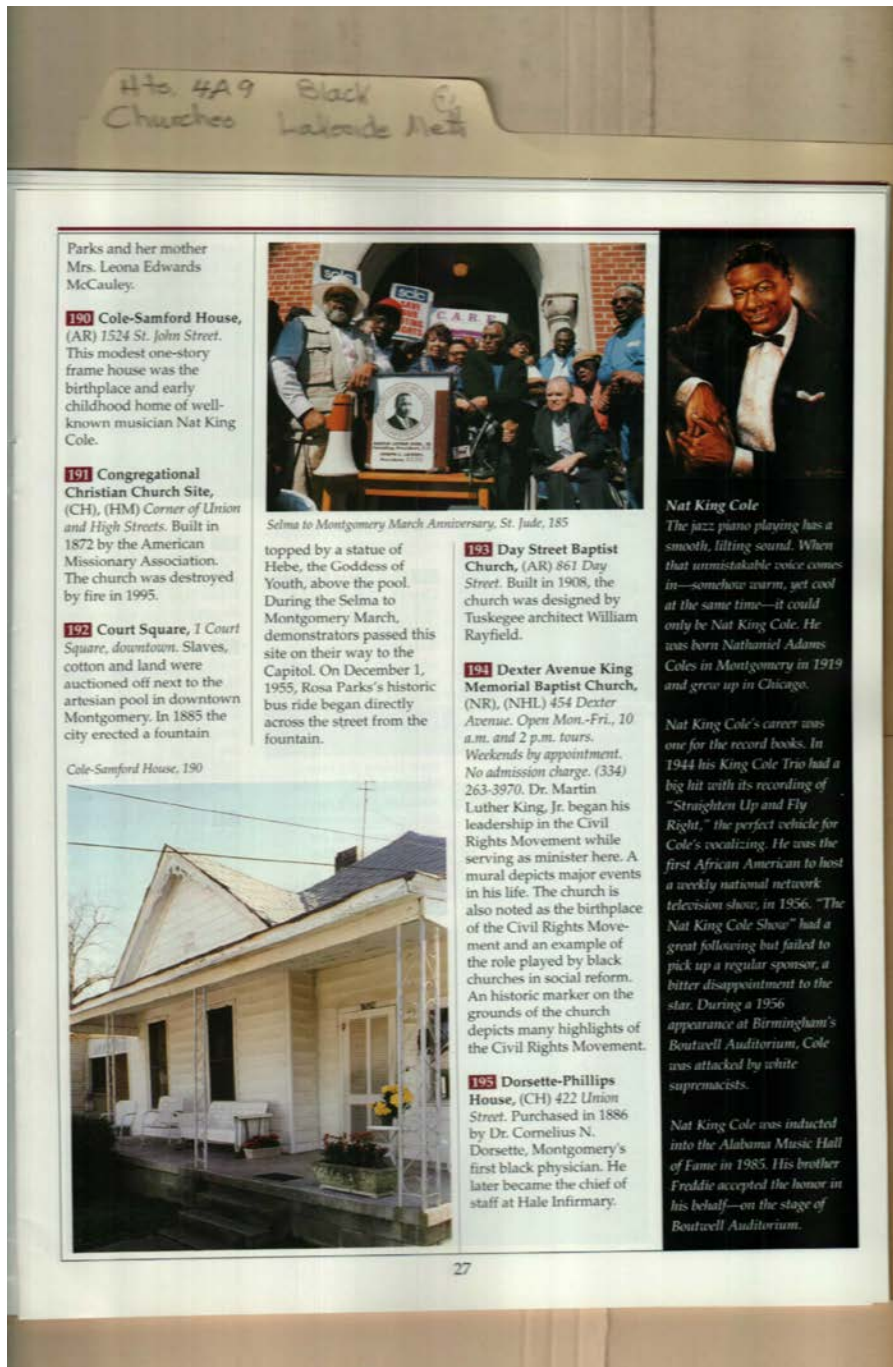 Hts. 4A9 Black
Churches Lakeside Meth
Parks and her mother
Mrs. Leona Edwards
McCauley.
190 Cole-Samford House,
(AR) 1524 St. John Street.
This modest one-story
frame house was the
birthplace and early
childhood home of well-
known musician Nat King
Cole.
191 Congregational
Christian Church Site,
(CH), (HM) Corner of Union
and High Streets. Built in
1872 by the American
Missionary Association.
The church was destroyed
by fire in 1995.
192 Court Square, 1 Court
Square, downtown. Slaves,
cotton and land were
auctioned off next to the
artesian pool in downtown
Montgomery. In 1885 the
city erected a fountain
Cole-Samford House, 190
sclc
sclc
SAVE
OUR
VOTING
RIGHTS
C.A.R.E.
Selma to Montgomery March Anniversary, St. Jude, 185
topped by a statue of
Hebe, the Goddess of
Youth, above the pool.
During the Selma to
Montgomery March,
demonstrators passed this
site on their way to the
Capitol. On December 1,
1955, Rosa Parks's historic
bus ride began directly
across the street from the
fountain.
193 Day Street Baptist
Church, (AR) 861 Day
Street. Built in 1908, the
church was designed by
Tuskegee architect William
Rayfield.
194 Dexter Avenue King
Memorial Baptist Church,
(NR), (NHL) 454 Dexter
Avenue. Open Mon.-Fri., 10
a.m. and 2 p.m. tours.
Weekends by appointment.
No admission charge. (334)
263-3970. Dr. Martin
Luther King, Jr. began his
leadership in the Civil
Rights Movement while
serving as minister here. A
mural depicts major events
in his life. The church is
also noted as the birthplace
of the Civil Rights Move-
ment and an example of
the role played by black
churches in social reform.
An historic marker on the
grounds of the church
depicts many highlights of
the Civil Rights Movement.
195 Dorsette-Phillips
House, (CH) 422 Union
Street. Purchased in 1886
by Dr. Cornelius N.
Dorsette, Montgomery's
first black physician. He
later became the chief of
staff at Hale Infirmary.
Nat King Cole
The jazz piano playing has a
smooth, lilting sound. When
that unmistakable voice comes
in—somehow warm, yet cool
at the same time—it could
only be Nat King Cole. He
was born Nathaniel Adams
Coles in Montgomery in 1919
and grew up in Chicago.
Nat King Cole's career was
one for the record books. In
1944 his King Cole Trio had a
big hit with its recording of
"Straighten Up and Fly
Right," the perfect vehicle for
Cole's vocalizing. He was the
first African American to host
a weekly national network
television show, in 1956. "The
Nat King Cole Show" had a
great following but failed to
pick up a regular sponsor, a
bitter disappointment to the
star. During a 1956
appearance at Birmingham's
Boutwell Auditorium, Cole
was attacked by white
supremacists.
Nat King Cole was inducted
into the Alabama Music Hall
of Fame in 1985. His brother
Freddie accepted the honor in
his behalf—on the stage of
Boutwell Auditorium.
27